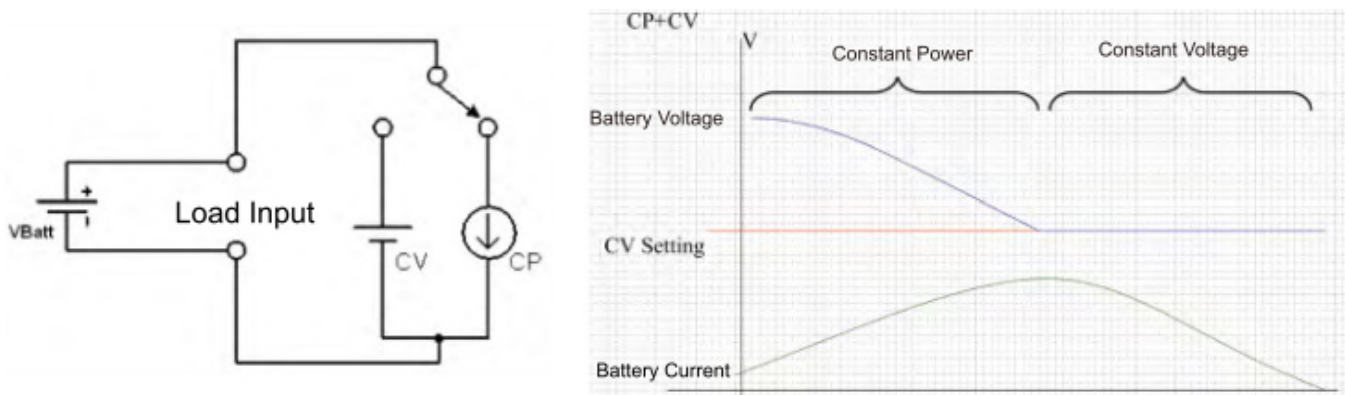 Load Input
+
VBatt
CV
CP
CP+CV
V
Constant Power
Constant Voltage
Battery Voltage
CV Setting
Battery Current